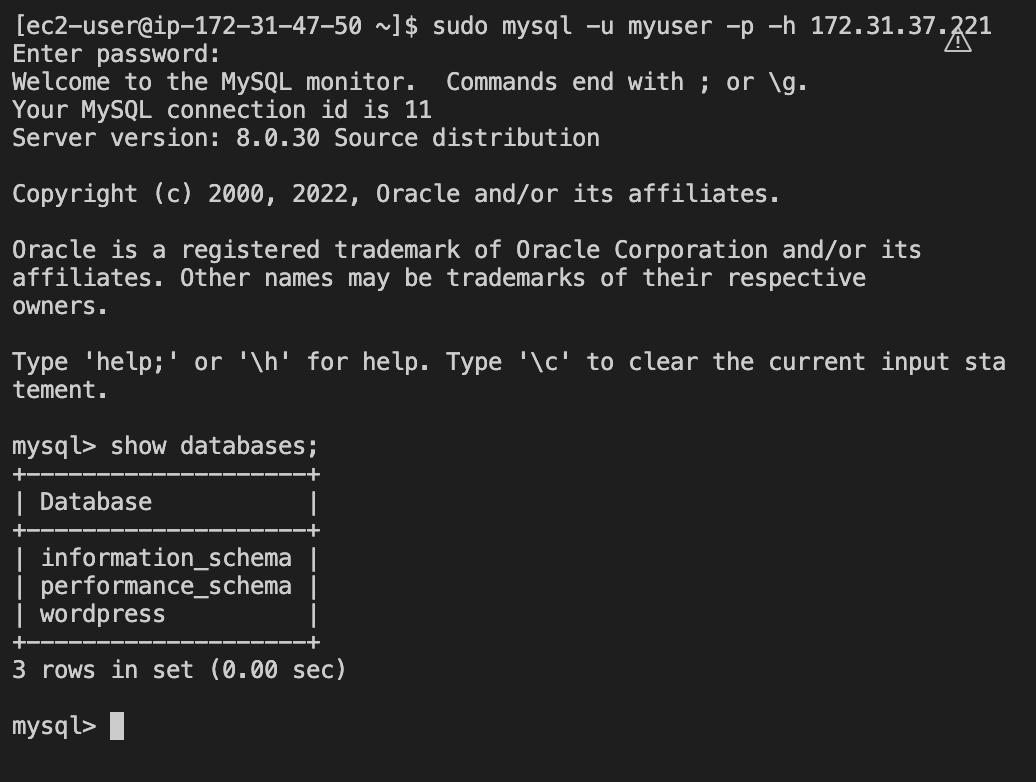 [ec2-user@ip-172-31-47-50 ~]$ sudo mysql -u myuser -p -h 172.31.37.221
Enter password:
Welcome to the MySQL monitor.  Commands end with ; or \g.
Your MySQL connection id is 11
Server version: 8.0.30 Source distribution

Copyright (c) 2000, 2022, Oracle and/or its affiliates.

Oracle is a registered trademark of Oracle Corporation and/or its
affiliates. Other names may be trademarks of their respective
owners.

Type 'help;' or '\h' for help. Type '\c' to clear the current input sta
tement.

mysql> show databases;
+--------------------+
| Database           |
+--------------------+
| information_schema |
| performance_schema |
| wordpress          |
+--------------------+
3 rows in set (0.00 sec)

mysql>